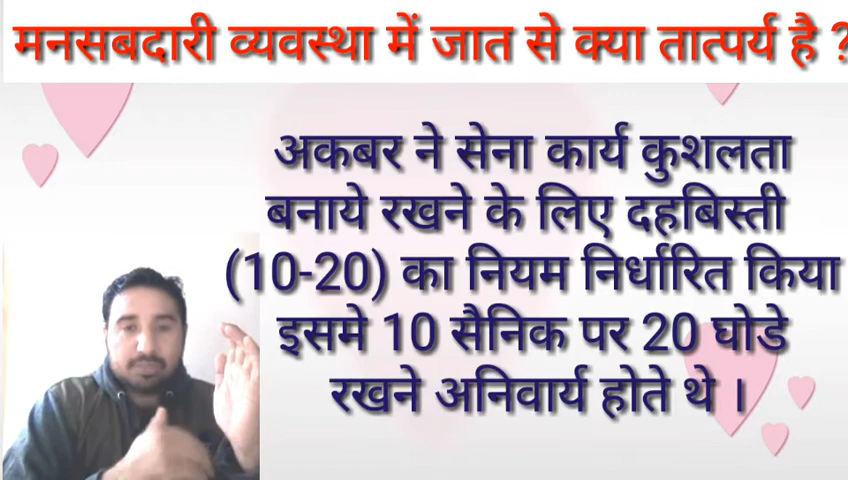 मनसबदारी व्यवस्था में जात से क्या तात्पर्य है ?
अकबर ने सेना कार्य कुशलता
बनाये रखने के लिए दहबिस्ती
(10-20) का नियम निर्धारित किया
इसमे 10 सैनिक पर 20 घोडे
रखने अनिवार्य होते थे ।